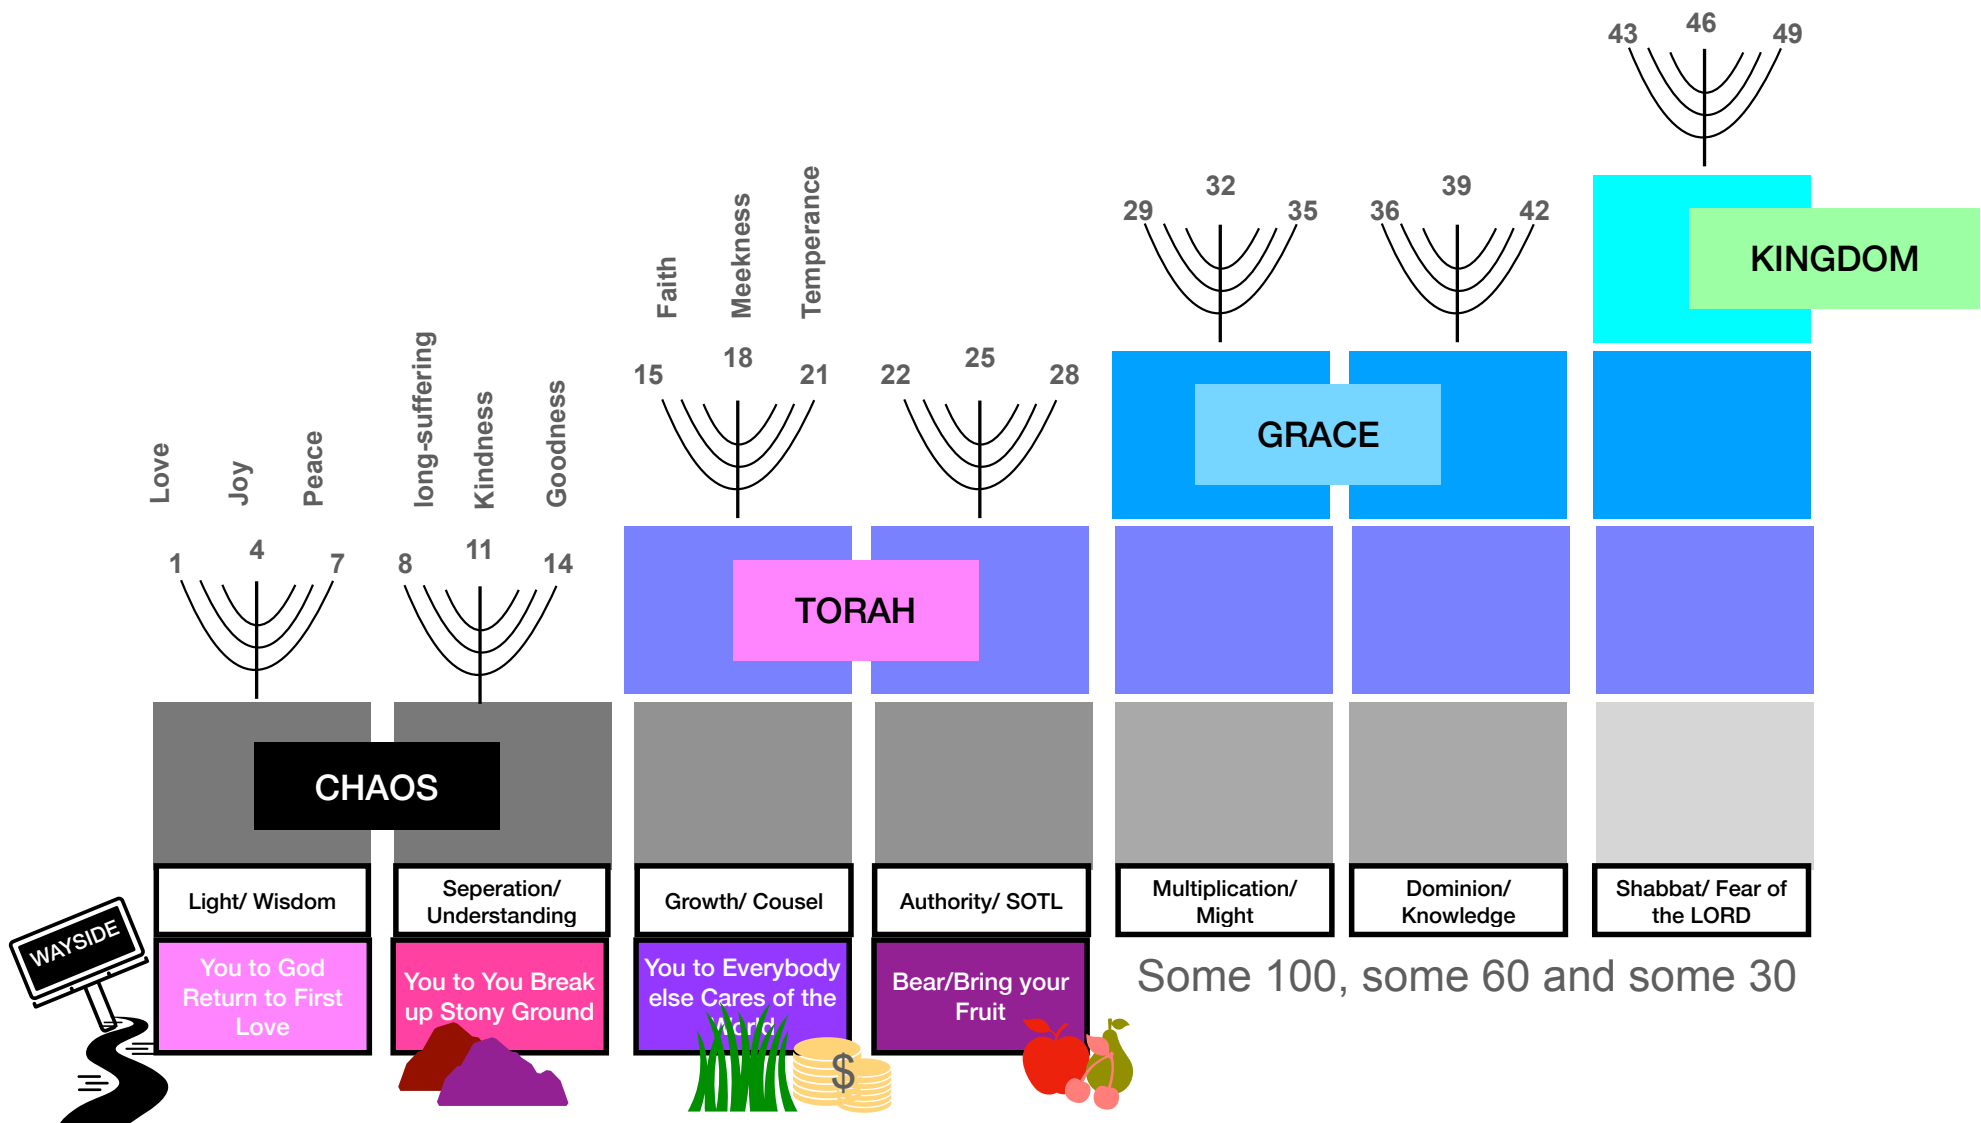 43
46
49
KINGDOM
29
32
35
36
39
42
GRACE
Faith
Meekness
Temperance
15
18
21
22
25
28
TORAH
Love
Joy
Peace
long-suffering
Kindness
Goodness
1
4
7
8
11
14
CHAOS
Light/ Wisdom
Seperation/
Understanding
Growth/ Cousel
Authority/ SOTL
Multiplication/
Might
Dominion/
Knowledge
Shabbat/ Fear of
the LORD
WAYSIDE
You to God
Return to First
Love
You to You Break
up Stony Ground
You to Everybody
else Cares of the
World
Bear/Bring your
Fruit
Some 100, some 60 and some 30
$